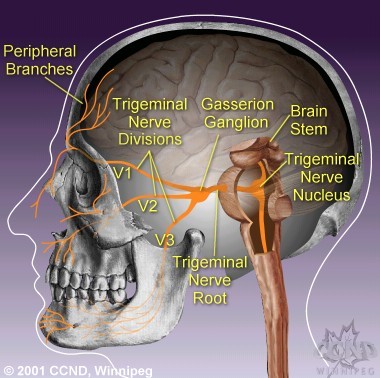 Peripheral
Branches
Trigeminal
Nerve
Divisions
Gasserion
Ganglion
Brain
Stem
Trigeminal
Nerve
Nucleus
V1
V2
V3
Trigeminal
Nerve
Root
© 2001 CCND, Winnipeg
WINNIPEG